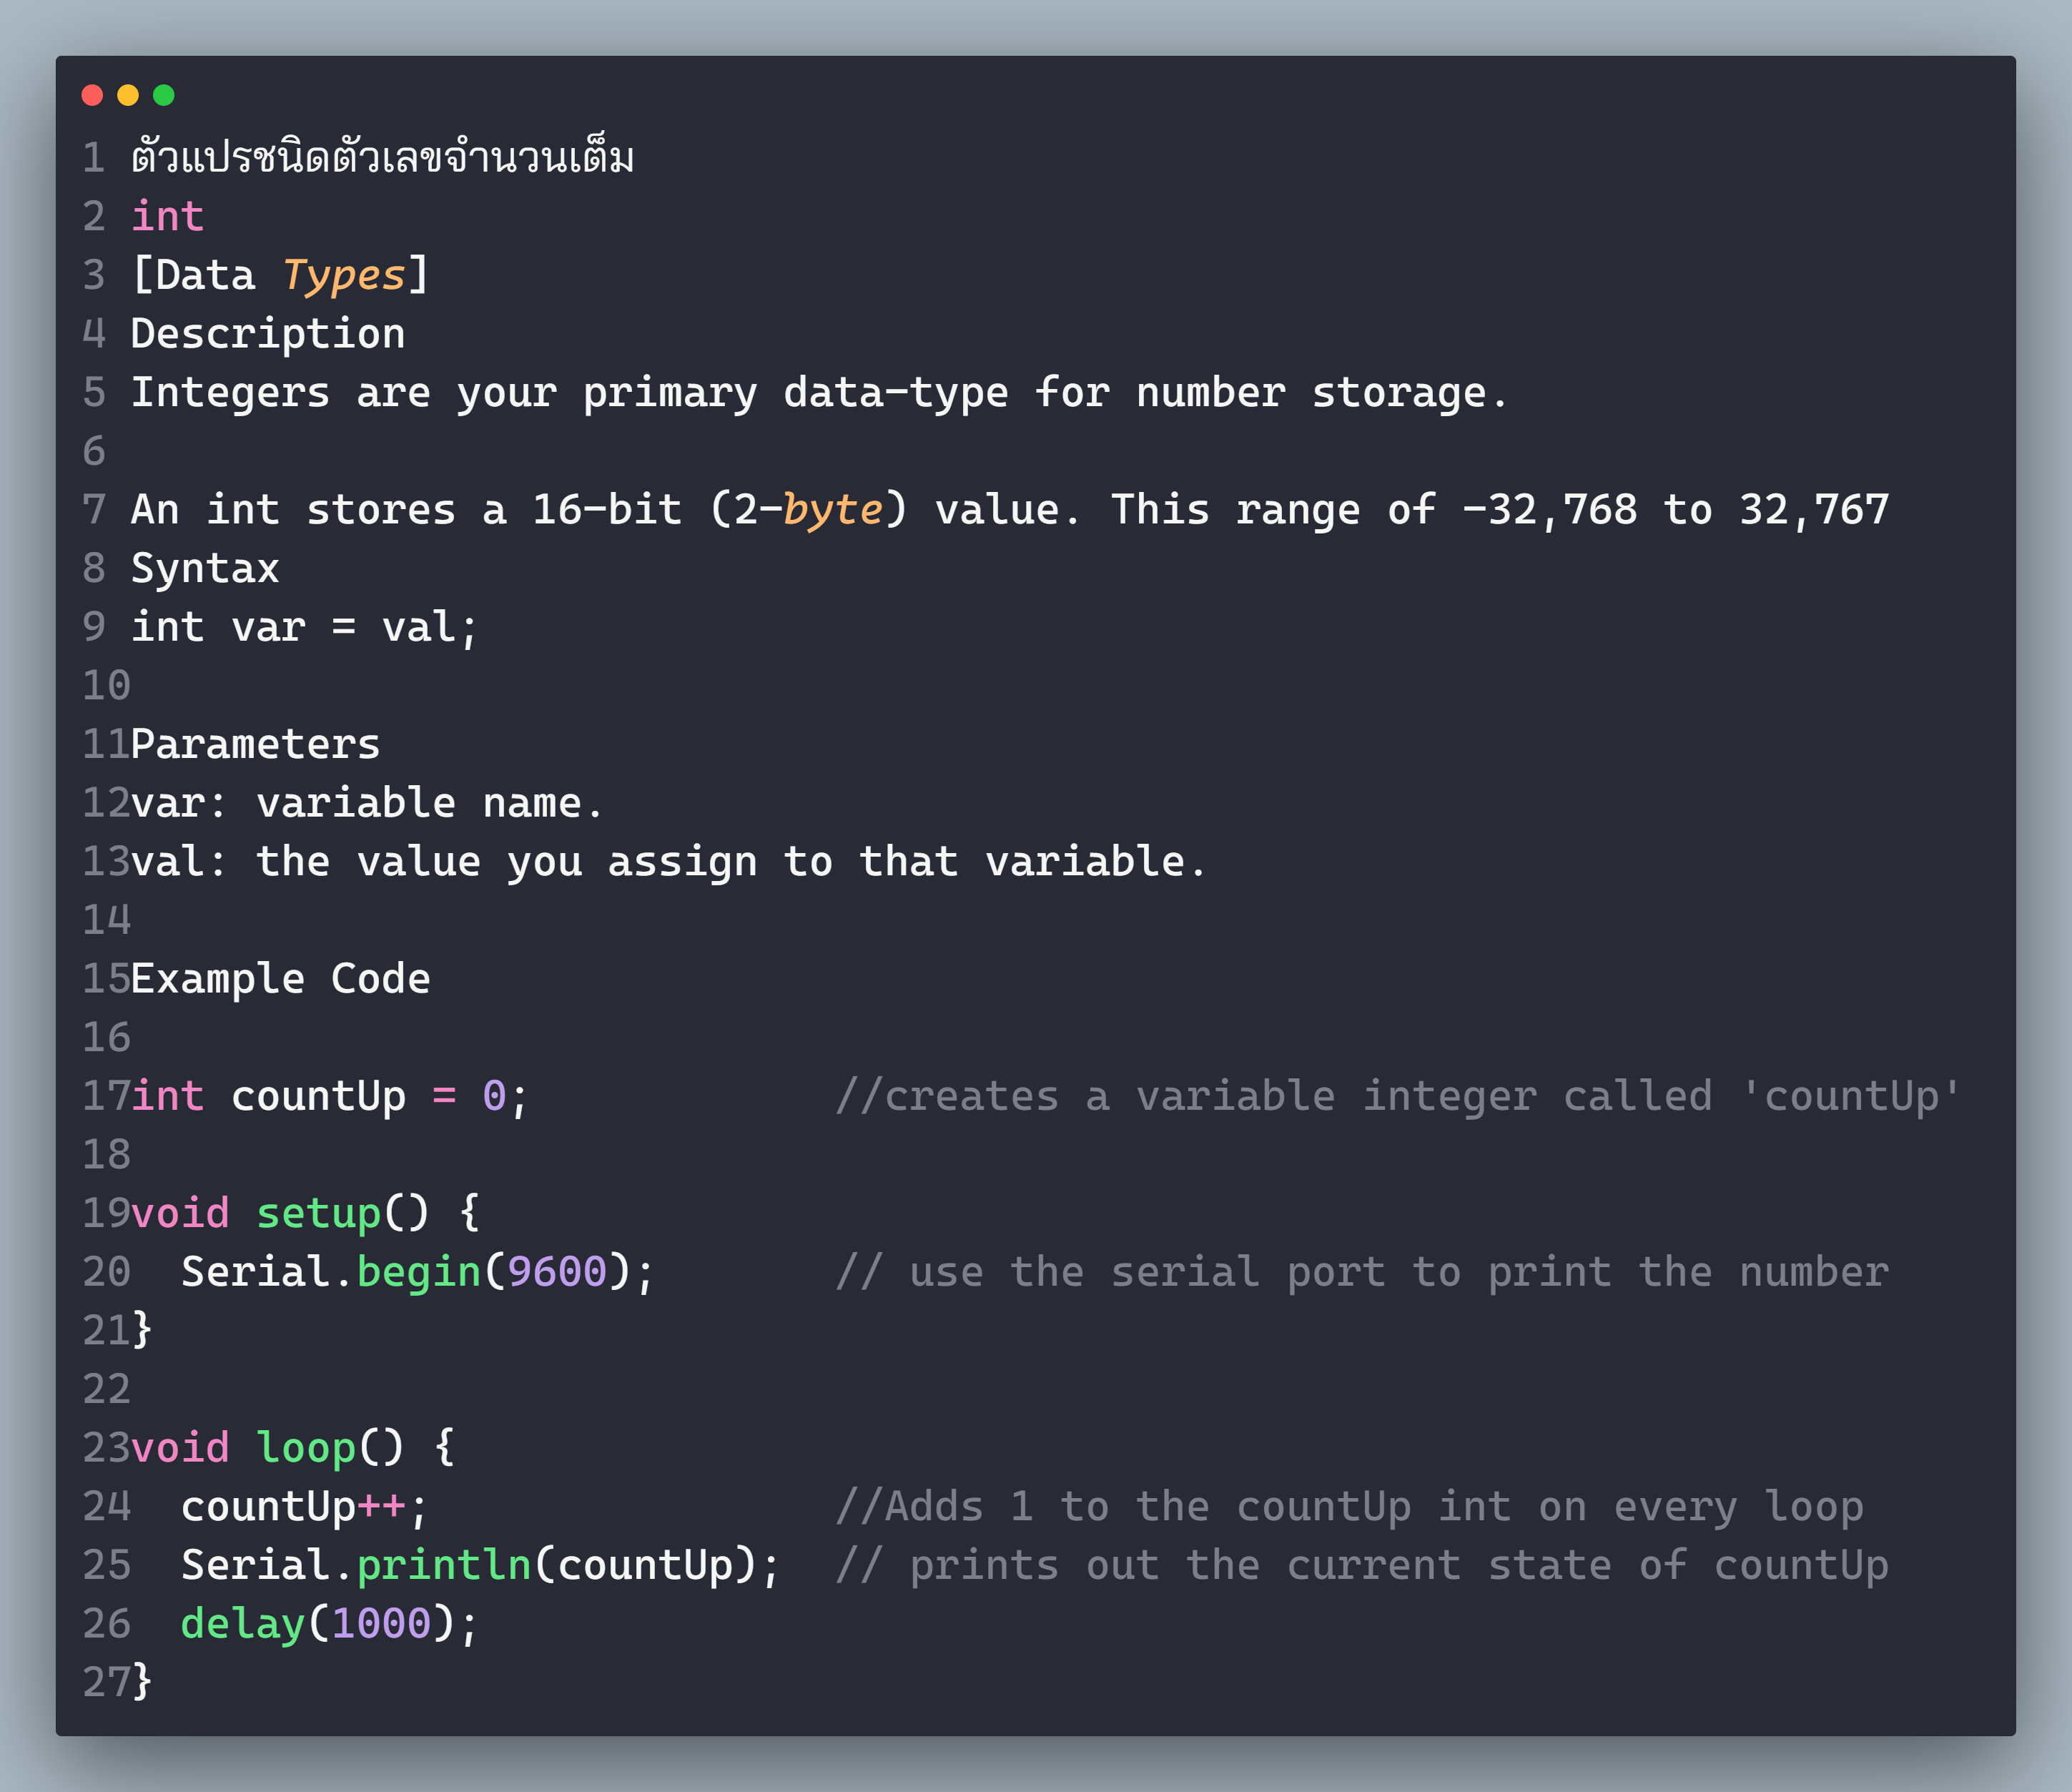 1 ตัวแปรชนิดตัวเลขจำนวนเต็ม
2 int
3 [Data Types]
4 Description
5 Integers are your primary data-type for number storage.
6
7 An int stores a 16-bit (2-byte) value. This range of -32,768 to 32,767
8 Syntax
9 int var = val;
10
11 Parameters
12 var: variable name.
13 val: the value you assign to that variable.
14
15 Example Code
16
17 int countUp = 0;            //creates a variable integer called 'countUp'
18
19 void setup() {
20   Serial.begin(9600);       // use the serial port to print the number
21 }
22
23 void loop() {
24   countUp++;                //Adds 1 to the countUp int on every loop
25   Serial.println(countUp);  // prints out the current state of countUp
26   delay(1000);
27 }